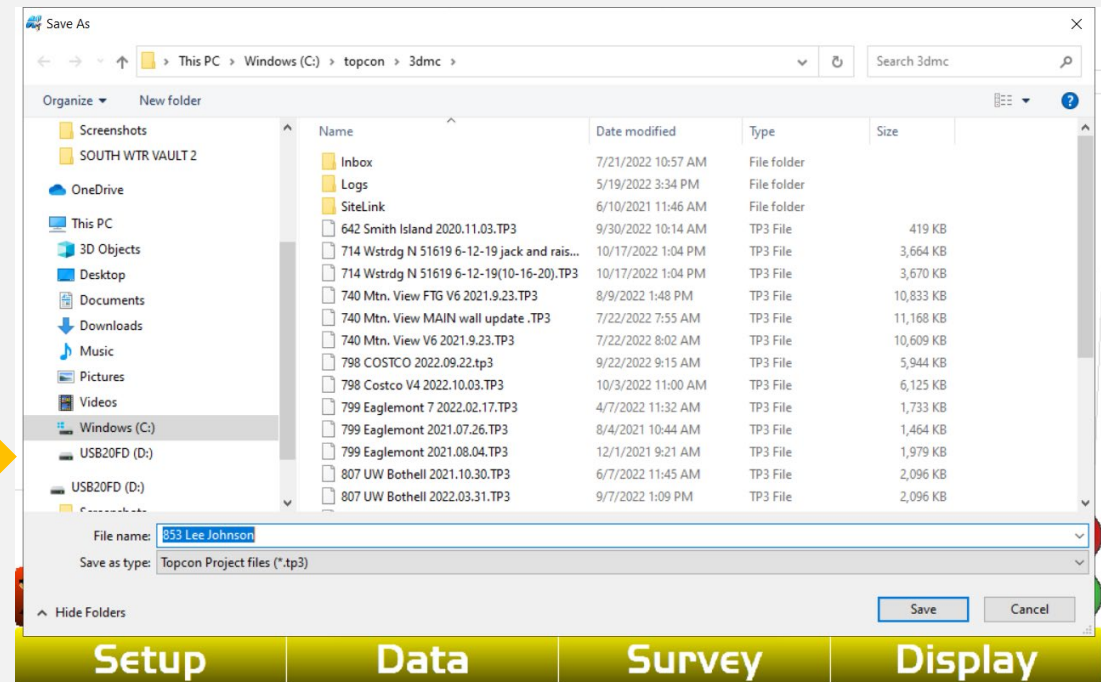 Save As
This PC > Windows (C:) > topcon > 3dmc >
Search 3dmc
Organize
New folder
Screenshots
SOUTH WTR VAULT 2
OneDrive
This PC
3D Objects
Desktop
Documents
Downloads
Music
Pictures
Videos
Windows (C:)
USB20FD (D:)
USB20FD (D:)
Name Date modified Type Size
Inbox 7/21/2022 10:57 AM File folder
Logs 5/19/2022 3:34 PM File folder
SiteLink 6/10/2021 11:46 AM File folder
642 Smith Island 2020.11.03.TP3 9/30/2022 10:14 AM TP3 File 419 KB
714 Wstrdg N 51619 6-12-19 jack and rais... 10/17/2022 1:04 PM TP3 File 3,664 KB
714 Wstrdg N 51619 6-12-19(10-16-20).TP3 10/17/2022 1:04 PM TP3 File 3,670 KB
740 Mtn. View FTG V6 2021.9.23.TP3 8/9/2022 1:48 PM TP3 File 10,833 KB
740 Mtn. View MAIN wall update .TP3 7/22/2022 7:55 AM TP3 File 11,168 KB
740 Mtn. View V6 2021.9.23.TP3 7/22/2022 8:02 AM TP3 File 10,609 KB
798 COSTCO 2022.09.22.tp3 9/22/2022 9:15 AM TP3 File 5,944 KB
798 Costco V4 2022.10.03.TP3 10/3/2022 11:00 AM TP3 File 6,125 KB
799 Eaglemont 7 2022.02.17.TP3 4/7/2022 11:32 AM TP3 File 1,733 KB
799 Eaglemont 2021.07.26.TP3 8/4/2021 10:44 AM TP3 File 1,464 KB
799 Eaglemont 2021.08.04.TP3 12/1/2021 9:21 AM TP3 File 1,979 KB
807 UW Bothell 2021.10.30.TP3 6/7/2022 11:45 AM TP3 File 2,096 KB
807 UW Bothell 2022.03.31.TP3 9/7/2022 1:09 PM TP3 File 2,096 KB
File name: 853 Lee Johnson
Save as type: Topcon Project files (*.tp3)
Hide Folders
Save
Cancel
Setup Data Survey Display